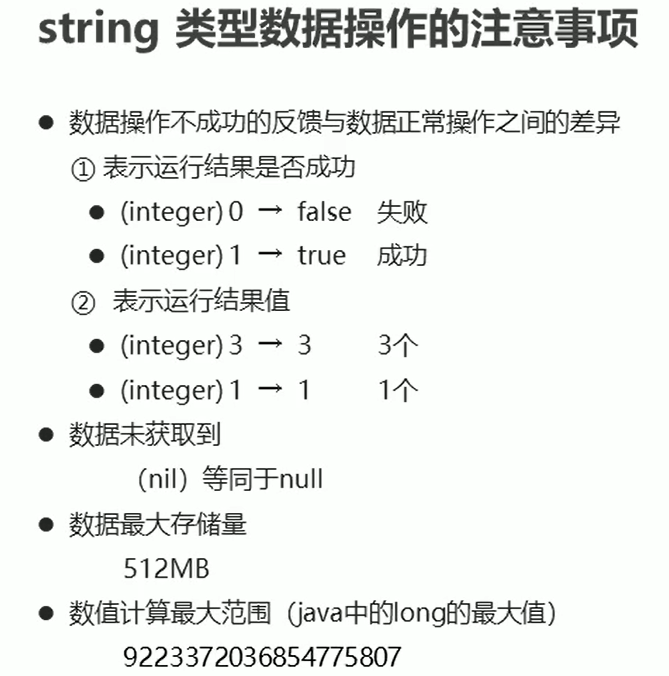 string 类型数据操作的注意事项
● 数据操作不成功的反馈与数据正常操作之间的差异
① 表示运行结果是否成功
● (integer) 0 → false 失败
● (integer) 1 → true 成功
② 表示运行结果值
● (integer) 3 → 3 3个
● (integer) 1 → 1 1个
● 数据未获取到
（nil）等同于null
● 数据最大存储量
512MB
● 数值计算最大范围（java中的long的最大值）
9223372036854775807